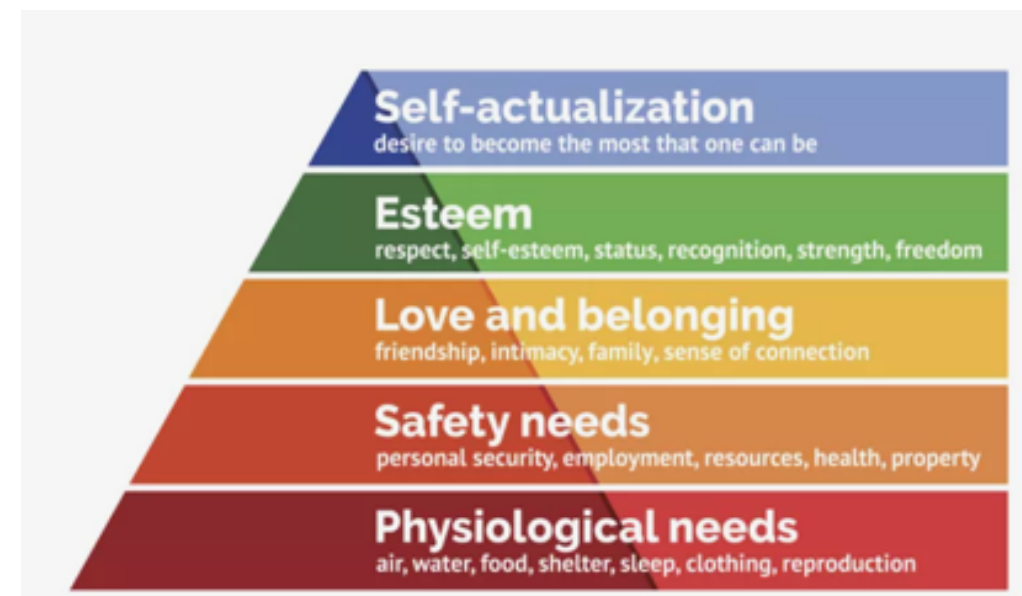 Self-actualization
desire to become the most that one can be
Esteem
respect, self-esteem, status, recognition, strength, freedom
Love and belonging
friendship, intimacy, family, sense of connection
Safety needs
personal security, employment, resources, health, property
Physiological needs
air, water, food, shelter, sleep, clothing, reproduction